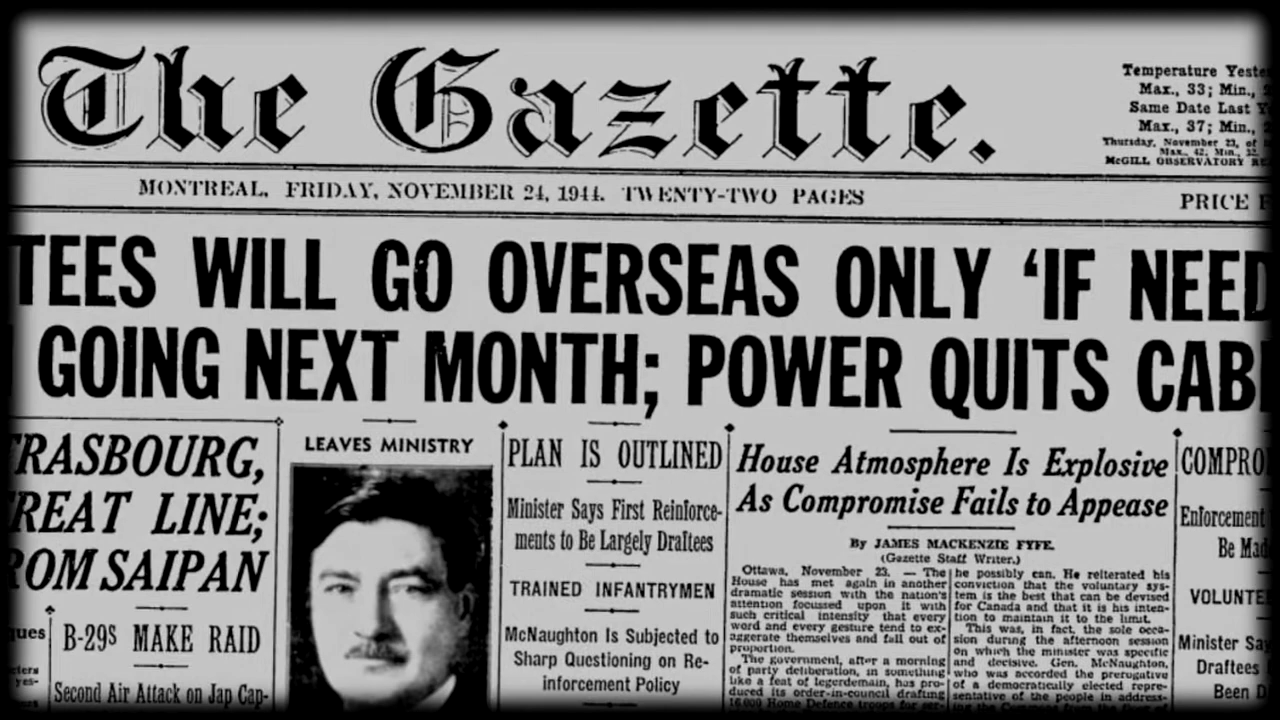 The Gazette.
Temperature
Max., 33; Min.,
Same Date Last
Max., 37; Min.,
Thursday, November 23, of
Max., 42, Min., 32.
McGILL OBSERVATORY
MONTREAL, FRIDAY, NOVEMBER 24, 1944. TWENTY-TWO PAGES
PRICE
TEES WILL GO OVERSEAS ONLY ‘IF NEED
GOING NEXT MONTH; POWER QUITS CAB
RASBOURG,
REAT LINE;
ROM SAIPAN
B-29s MAKE RAID
Second Air Attack on Jap Cap-
LEAVES MINISTRY
PLAN IS OUTLINED
Minister Says First Reinforce-
ments to Be Largely Draftees
TRAINED INFANTRYMEN
McNaughton Is Subjected to
Sharp Questioning on Re-
inforcement Policy
House Atmosphere Is Explosive
As Compromise Fails to Appease
By JAMES MACKENZIE FYFE.
(Gazette Staff Writer.)
Ottawa, November 23. — The
House has met again in another
dramatic session with the nation's
attention focussed upon it with
such critical intensity that every
word and every gesture tend to ex-
aggerate themselves and fall out of
proportion.
The government, after a morning
of party deliberation, in something
like a feat of legerdemain, has pro-
duced its order-in-council drafting
16,000 Home Defence troops for ser-
he possibly can. He reiterated his
conviction that the voluntary sys-
tem is the best that can be devised
for Canada and that it is his inten-
tion to maintain it to the limit.
This was, in fact, the sole occa-
sion during the afternoon session
on which the minister was specific
and decisive. Gen. McNaughton,
who was accorded the prerogative
of a democratically elected repre-
sentative of the people in address-
COMPRO
Enforcement
Be Mad
VOLUNTE
Minister Say
Draftees
Been D